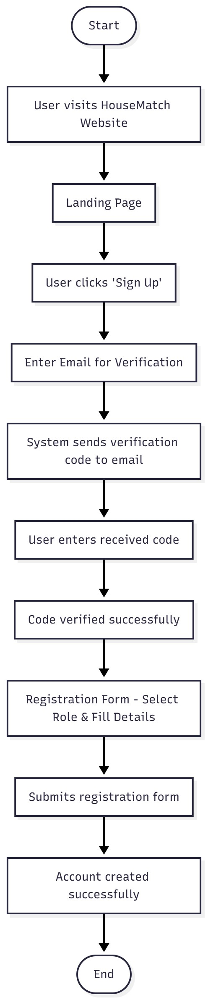 Start
User visits HouseMatch
Website
Landing Page
User clicks 'Sign Up'
Enter Email for Verification
System sends verification
code to email
User enters received code
Code verified successfully
Registration Form - Select
Role & Fill Details
Submits registration form
Account created
successfully
End